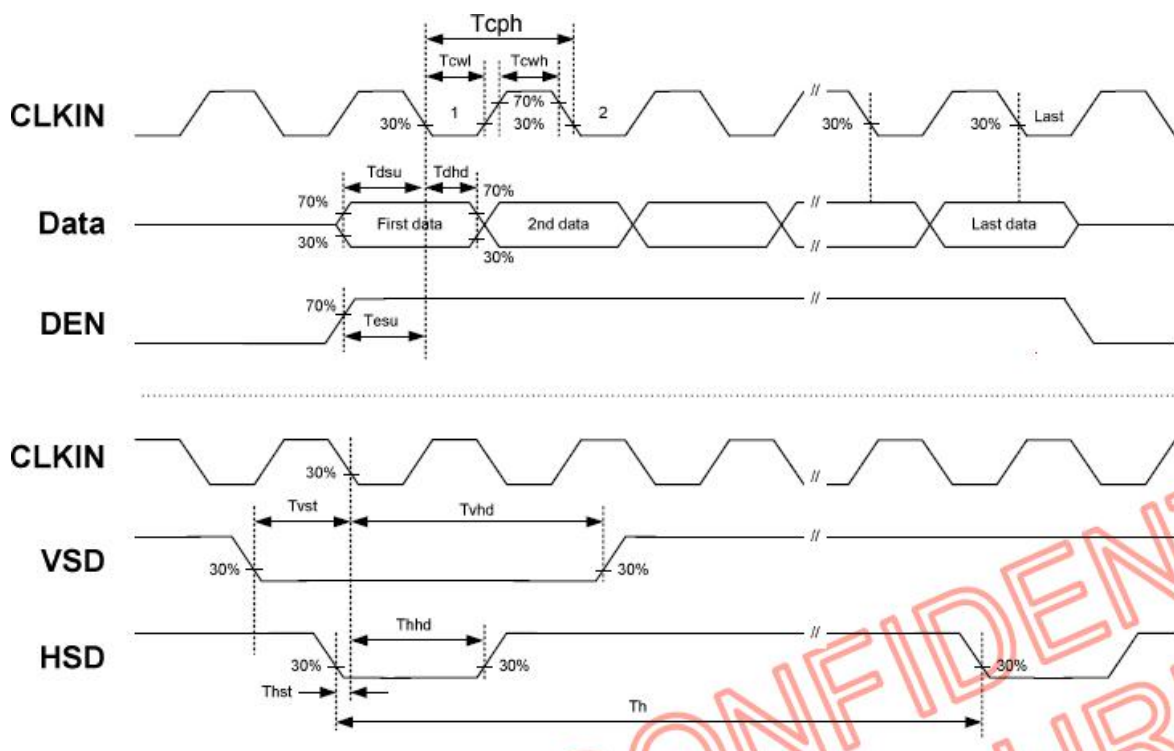 Tcph
Tcwl Tcwh
CLKIN 30% 1 70% 30% 2 // 30% 30% Last
Tdsu Tdhd
70% 70%
Data First data 2nd data // // Last data
30% 30%
DEN 70% //
Tesu
CLKIN 30% //
Tvst Tvhd
VSD 30% 30% //
Thhd
HSD 30% 30% // 30%
Thst
Th
CONFIDENT